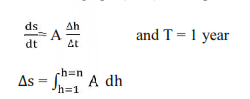 ds/dt = A Δh/Δt and T = 1 year
Δs = ∫_{h=1}^{h=n} A dh